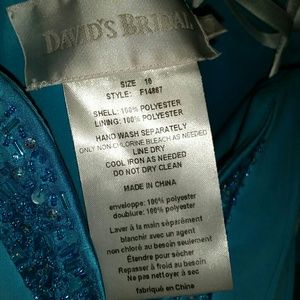 DAVID'S BRIDAL
SIZE 18
STYLE: F14867
SHELL: 100% POLYESTER
LINING: 100% POLYESTER
HAND WASH SEPARATELY
ONLY NON CHLORINE BLEACH AS NEEDED
LINE DRY
COOL IRON AS NEEDED
DO NOT DRY CLEAN
MADE IN CHINA
enveloppe: 100% polyester
doublure: 100% polyester
Laver à la main séparément
blanchir avec un agent
non chloré au besoin seulement
Étendre pour sécher
Repasser à froid au besoin
Ne pas nettoyer à sec
fabriqué en Chine